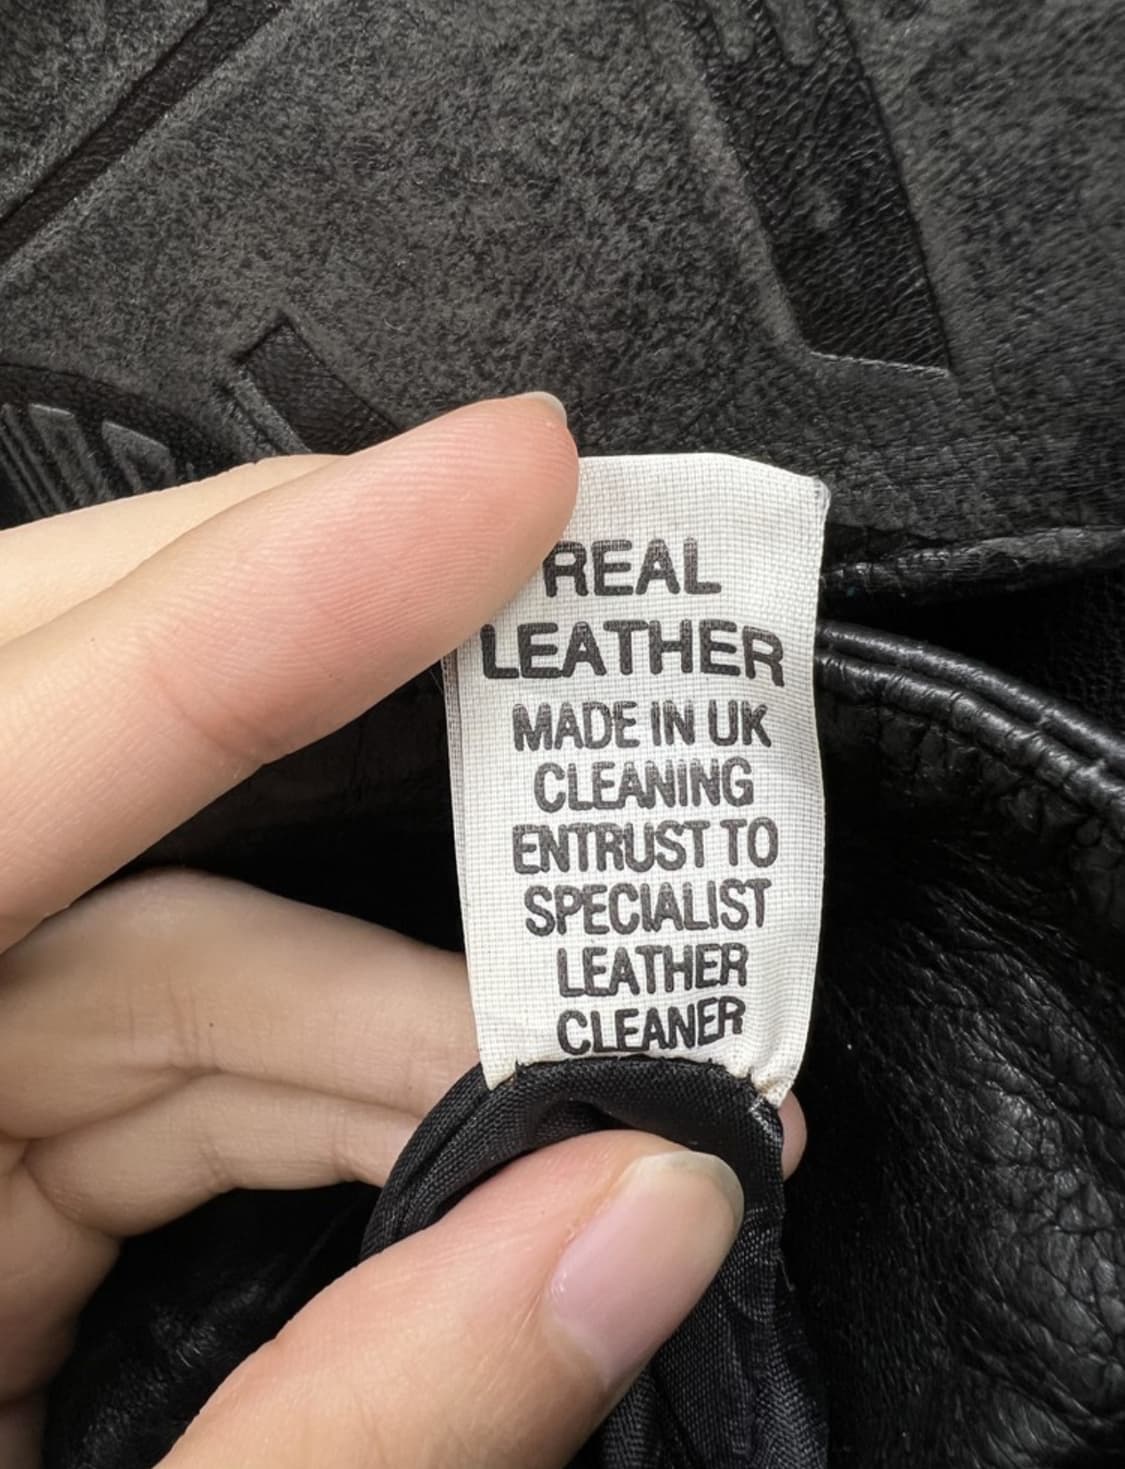 REAL
LEATHER
MADE IN UK
CLEANING
ENTRUST TO
SPECIALIST
LEATHER
CLEANER